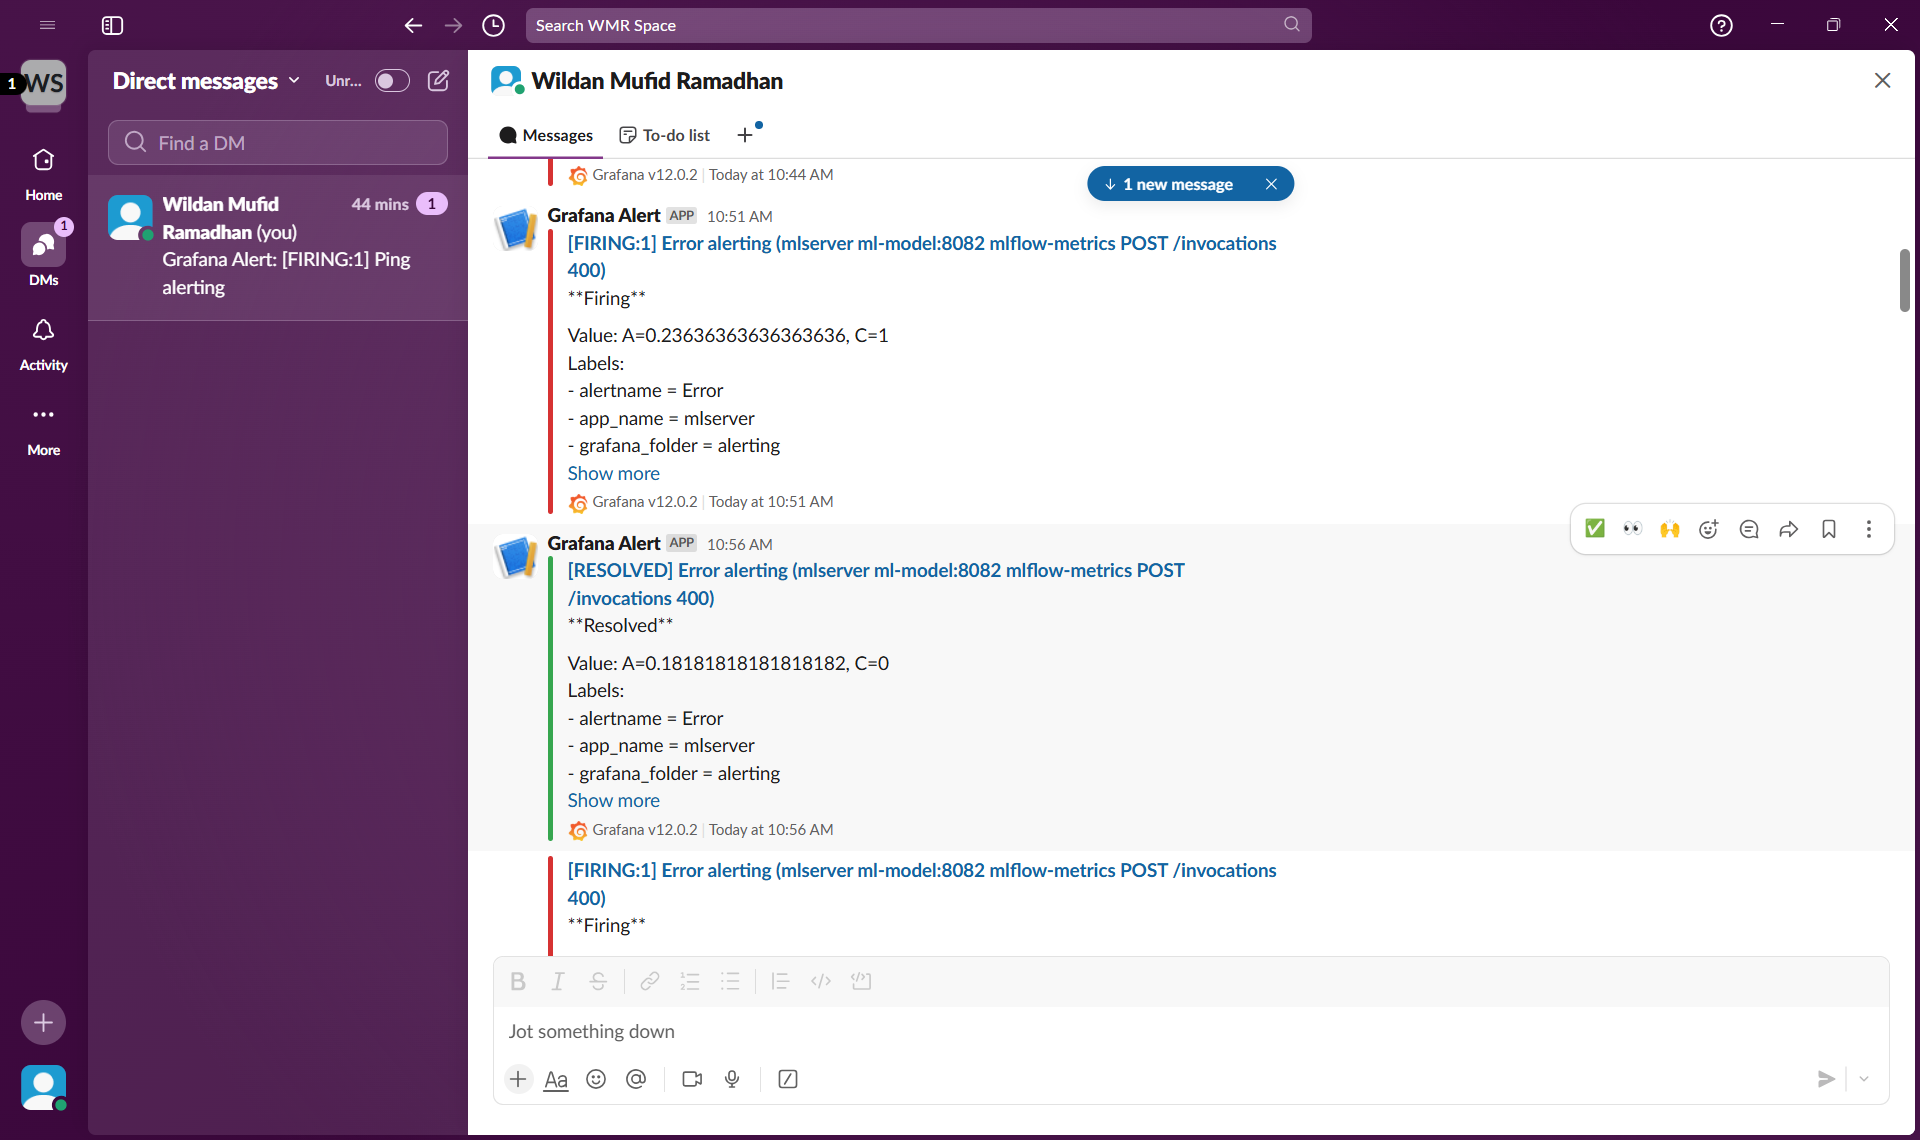 Search WMR Space
1
WS
Home
1
DMs
Activity
More
Direct messages
Unr...
Find a DM
Wildan Mufid
Ramadhan (you)
44 mins
1
Grafana Alert: [FIRING:1] Ping
alerting
Wildan Mufid Ramadhan
Messages
To-do list
Grafana v12.0.2 | Today at 10:44 AM
1 new message
Grafana Alert APP 10:51 AM
[FIRING:1] Error alerting (mlserver ml-model:8082 mlflow-metrics POST /invocations
400)
**Firing**
Value: A=0.23636363636363636, C=1
Labels:
- alertname = Error
- app_name = mlserver
- grafana_folder = alerting
Show more
Grafana v12.0.2 | Today at 10:51 AM
Grafana Alert APP 10:56 AM
[RESOLVED] Error alerting (mlserver ml-model:8082 mlflow-metrics POST
/invocations 400)
**Resolved**
Value: A=0.18181818181818182, C=0
Labels:
- alertname = Error
- app_name = mlserver
- grafana_folder = alerting
Show more
Grafana v12.0.2 | Today at 10:56 AM
[FIRING:1] Error alerting (mlserver ml-model:8082 mlflow-metrics POST /invocations
400)
**Firing**
Jot something down
Aa